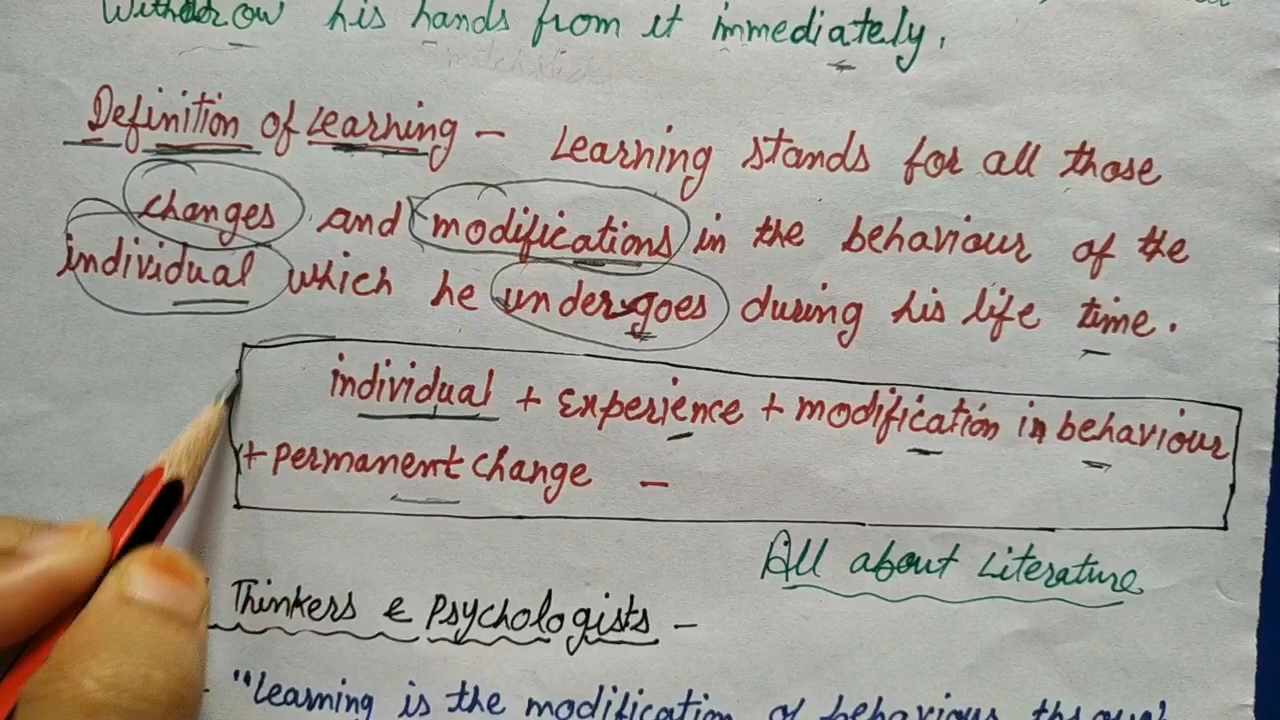 Withdrow his hands from it immediately.
Definition of Learning - Learning stands for all those
changes and modifications in the behaviour of the
individual which he undergoes during his life time.
individual + Experience + modification in behaviour
+ permanent change -
All about Literature
Thinkers & Psychologists -
"Learning is the modification of behaviour through